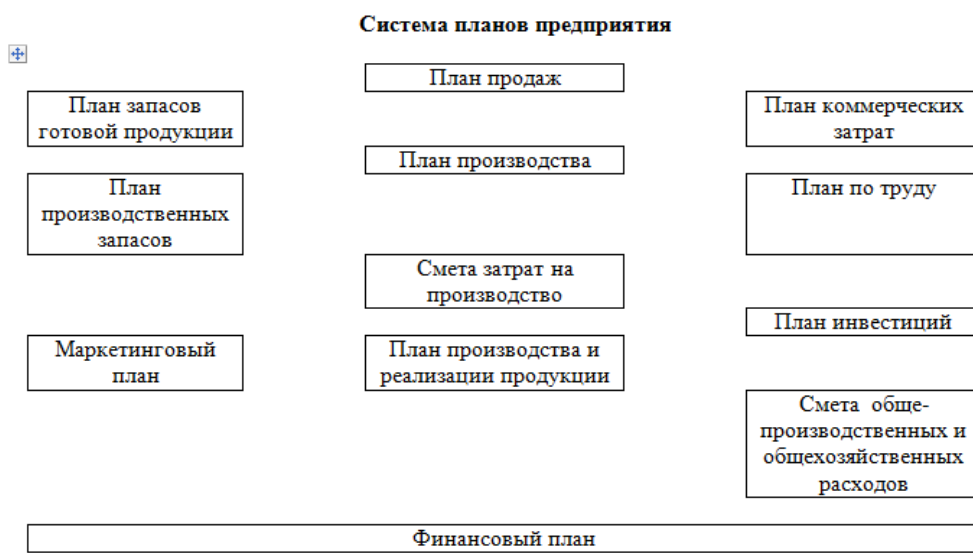 Система планов предприятия
План продаж
План запасов
готовой продукции
План коммерческих
затрат
План производства
План
производственных
запасов
План по труду
Смета затрат на
производство
План инвестиций
Маркетинговый
план
План производства и
реализации продукции
Смета обще-
производственных и
общехозяйственных
расходов
Финансовый план